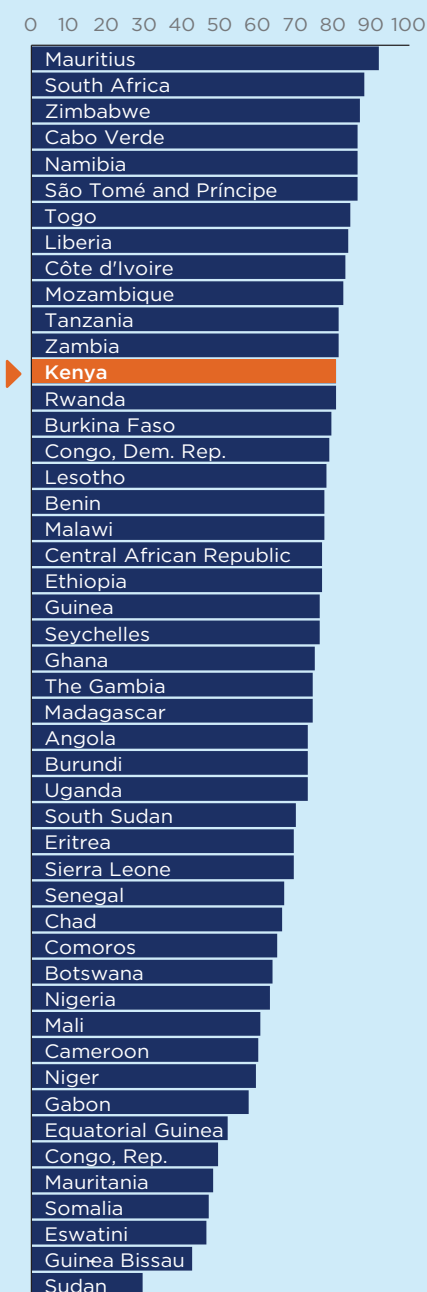 0 10 20 30 40 50 60 70 80 90 100
Mauritius
South Africa
Zimbabwe
Cabo Verde
Namibia
São Tomé and Príncipe
Togo
Liberia
Côte d'Ivoire
Mozambique
Tanzania
Zambia
Kenya
Rwanda
Burkina Faso
Congo, Dem. Rep.
Lesotho
Benin
Malawi
Central African Republic
Ethiopia
Guinea
Seychelles
Ghana
The Gambia
Madagascar
Angola
Burundi
Uganda
South Sudan
Eritrea
Sierra Leone
Senegal
Chad
Comoros
Botswana
Nigeria
Mali
Cameroon
Niger
Gabon
Equatorial Guinea
Congo, Rep.
Mauritania
Somalia
Eswatini
Guinea Bissau
Sudan